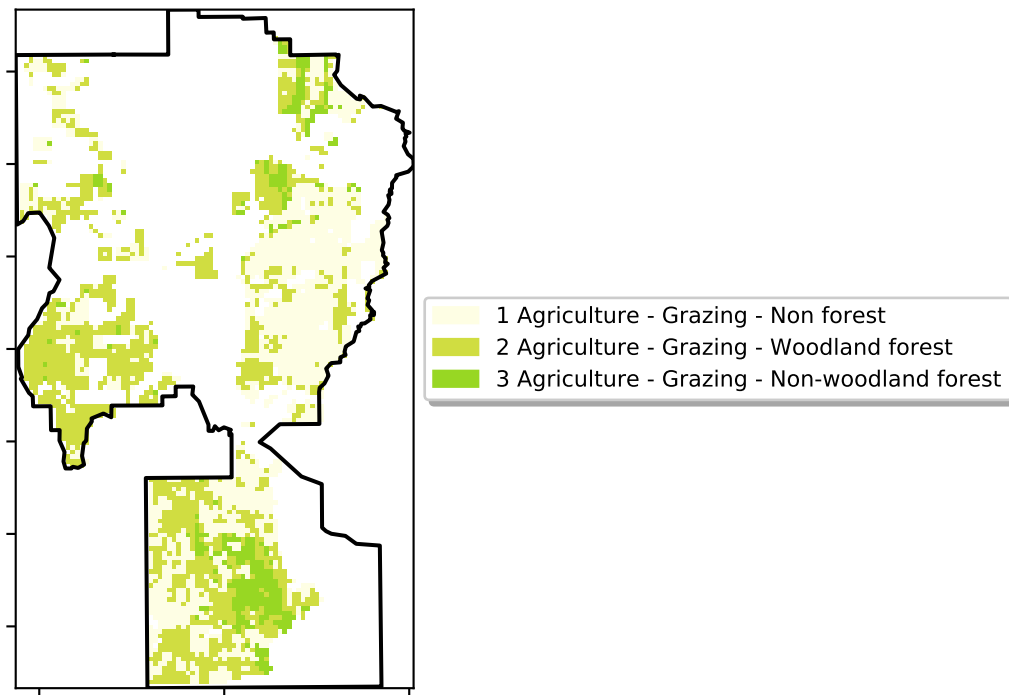 1 Agriculture - Grazing - Non forest
2 Agriculture - Grazing - Woodland forest
3 Agriculture - Grazing - Non-woodland forest